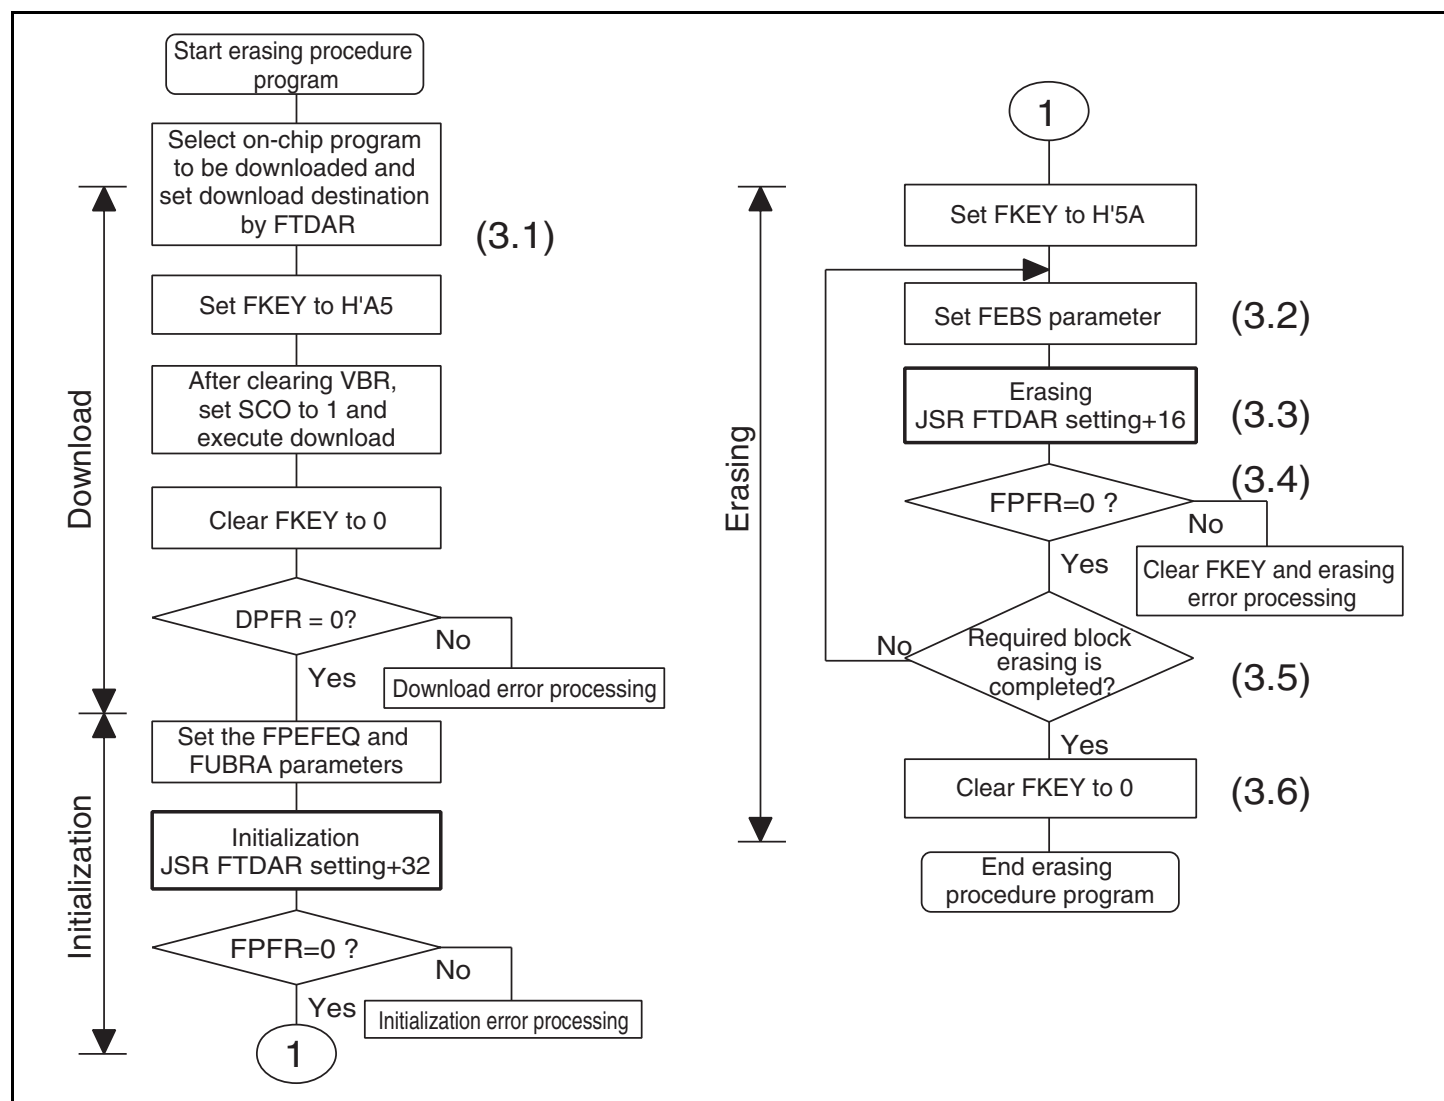 Start erasing procedure
program
Select on-chip program
to be downloaded and
set download destination
by FTDAR
(3.1)
Set FKEY to H'A5
After clearing VBR,
set SCO to 1 and
execute download
Clear FKEY to 0
DPFR = 0?
No
Yes
Download error processing
Download
Set the FPEFEQ and
FUBRA parameters
Initialization
JSR FTDAR setting+32
FPFR=0 ?
No
Yes
Initialization error processing
Initialization
1
1
Set FKEY to H'5A
Set FEBS parameter
(3.2)
Erasing
JSR FTDAR setting+16
(3.3)
(3.4)
FPFR=0 ?
No
Yes
Clear FKEY and erasing
error processing
Erasing
No
Required block
erasing is
completed?
(3.5)
Yes
Clear FKEY to 0
(3.6)
End erasing
procedure program